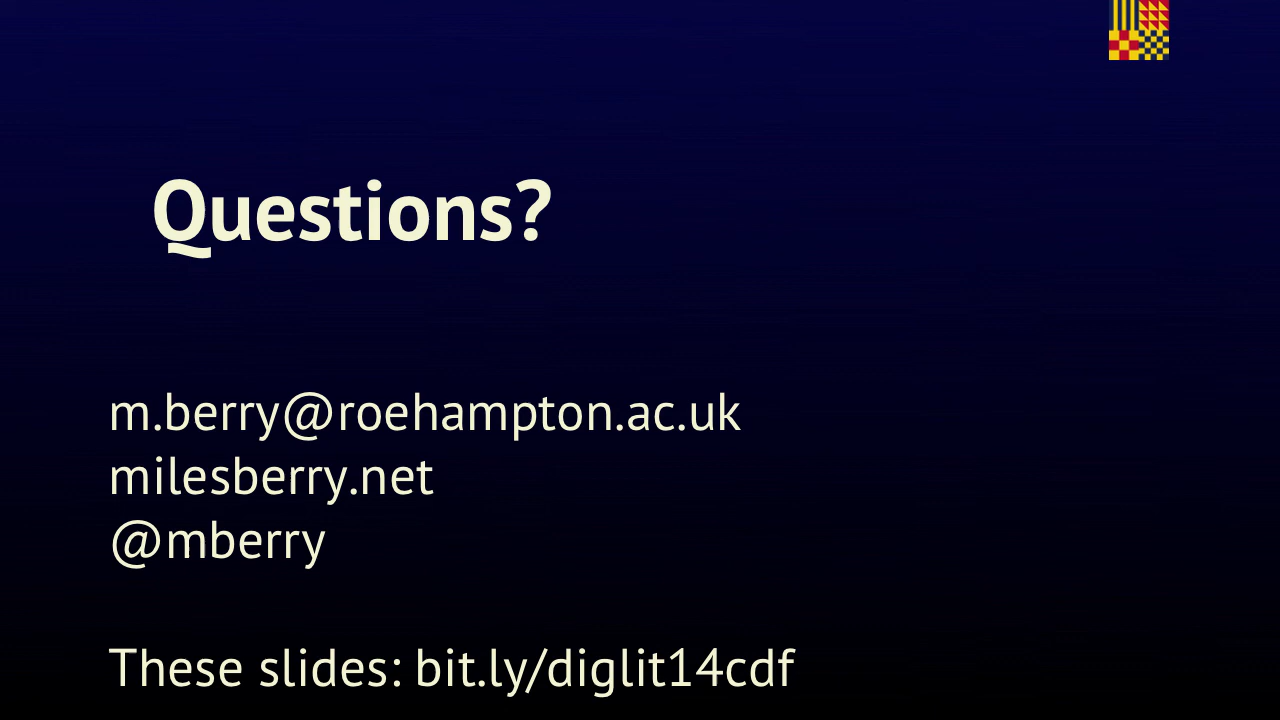 Questions?
m.berry@roehampton.ac.uk
milesberry.net
@mberry
These slides: bit.ly/diglit14cdf